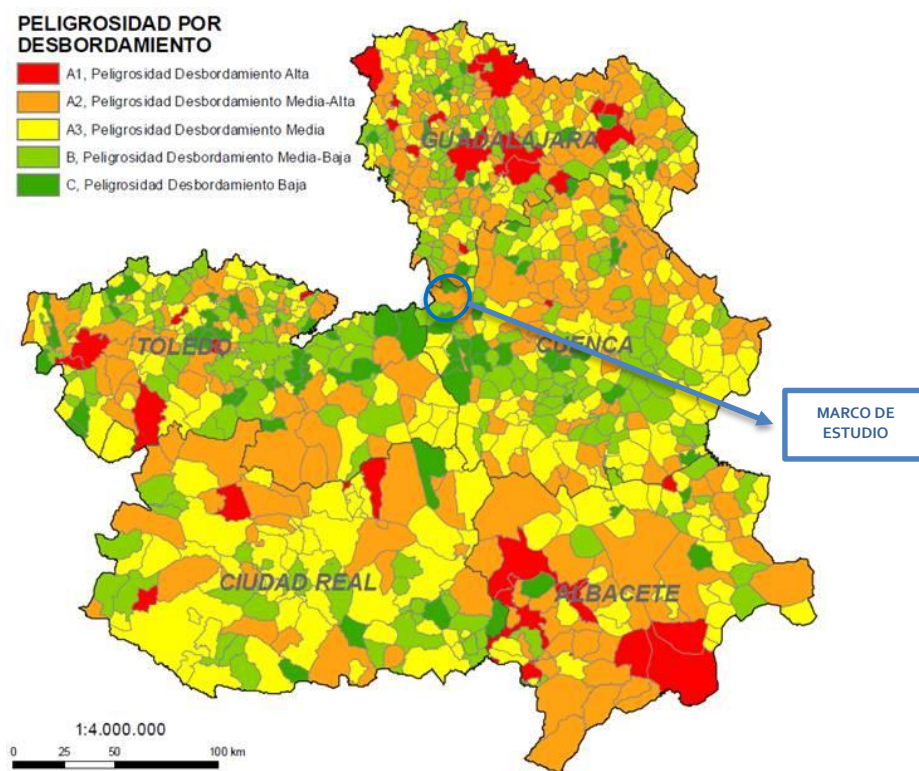 PELIGROSIDAD POR
DESBORDAMIENTO
A1, Peligrosidad Desbordamiento Alta
A2, Peligrosidad Desbordamiento Media-Alta
A3, Peligrosidad Desbordamiento Media
B, Peligrosidad Desbordamiento Media-Baja
C, Peligrosidad Desbordamiento Baja
GUADALAJARA
TOLEDO
CUENCA
MARCO DE
ESTUDIO
CIUDAD REAL
ALBACETE
1:4.000.000
0 25 50 100 km